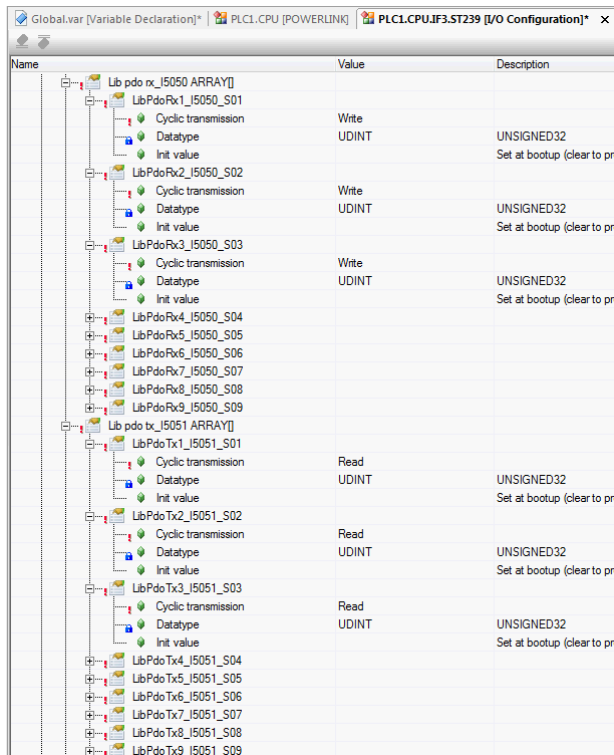 Global.var [Variable Declaration]* PLC1.CPU [POWERLINK] PLC1.CPU.IF3.ST239 [I/O Configuration]* ×
Name Value Description
Lib pdo rx_I5050 ARRAY[]
LibPdoRx1_I5050_S01
Cyclic transmission Write
Datatype UDINT UNSIGNED32
Init value Set at bootup (clear to pr
LibPdoRx2_I5050_S02
Cyclic transmission Write
Datatype UDINT UNSIGNED32
Init value Set at bootup (clear to pr
LibPdoRx3_I5050_S03
Cyclic transmission Write
Datatype UDINT UNSIGNED32
Init value Set at bootup (clear to pr
LibPdoRx4_I5050_S04
LibPdoRx5_I5050_S05
LibPdoRx6_I5050_S06
LibPdoRx7_I5050_S07
LibPdoRx8_I5050_S08
LibPdoRx9_I5050_S09
Lib pdo tx_I5051 ARRAY[]
LibPdoTx1_I5051_S01
Cyclic transmission Read
Datatype UDINT UNSIGNED32
Init value Set at bootup (clear to pr
LibPdoTx2_I5051_S02
Cyclic transmission Read
Datatype UDINT UNSIGNED32
Init value Set at bootup (clear to pr
LibPdoTx3_I5051_S03
Cyclic transmission Read
Datatype UDINT UNSIGNED32
Init value Set at bootup (clear to pr
LibPdoTx4_I5051_S04
LibPdoTx5_I5051_S05
LibPdoTx6_I5051_S06
LibPdoTx7_I5051_S07
LibPdoTx8_I5051_S08
LibPdoTx9_I5051_S09